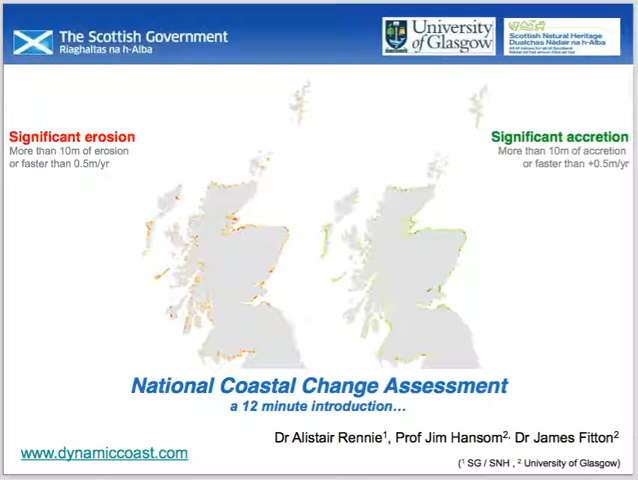 The Scottish Government
Riaghaltas na h-Alba
University
of Glasgow
Scottish Natural Heritage
Dualchas Nàdair na h-Alba
Significant erosion
More than 10m of erosion
or faster than 0.5m/yr
Significant accretion
More than 10m of accretion
or faster than +0.5m/yr
National Coastal Change Assessment
a 12 minute introduction…
Dr Alistair Rennie¹, Prof Jim Hansom²· Dr James Fitton²
www.dynamiccoast.com
(¹ SG / SNH , ² University of Glasgow)